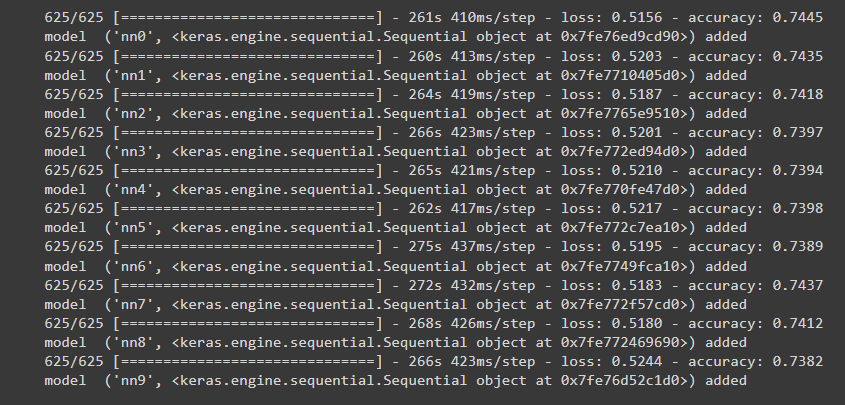 625/625 [==============================] - 261s 410ms/step - loss: 0.5156 - accuracy: 0.7445
model  ('nn0', <keras.engine.sequential.Sequential object at 0x7fe76ed9cd90>) added
625/625 [==============================] - 260s 413ms/step - loss: 0.5203 - accuracy: 0.7435
model  ('nn1', <keras.engine.sequential.Sequential object at 0x7fe7710405d0>) added
625/625 [==============================] - 264s 419ms/step - loss: 0.5187 - accuracy: 0.7418
model  ('nn2', <keras.engine.sequential.Sequential object at 0x7fe7765e9510>) added
625/625 [==============================] - 266s 423ms/step - loss: 0.5201 - accuracy: 0.7397
model  ('nn3', <keras.engine.sequential.Sequential object at 0x7fe772ed94d0>) added
625/625 [==============================] - 265s 421ms/step - loss: 0.5210 - accuracy: 0.7394
model  ('nn4', <keras.engine.sequential.Sequential object at 0x7fe770fe47d0>) added
625/625 [==============================] - 262s 417ms/step - loss: 0.5217 - accuracy: 0.7398
model  ('nn5', <keras.engine.sequential.Sequential object at 0x7fe772c7ea10>) added
625/625 [==============================] - 275s 437ms/step - loss: 0.5195 - accuracy: 0.7389
model  ('nn6', <keras.engine.sequential.Sequential object at 0x7fe7749fca10>) added
625/625 [==============================] - 272s 432ms/step - loss: 0.5183 - accuracy: 0.7437
model  ('nn7', <keras.engine.sequential.Sequential object at 0x7fe772f57cd0>) added
625/625 [==============================] - 268s 426ms/step - loss: 0.5180 - accuracy: 0.7412
model  ('nn8', <keras.engine.sequential.Sequential object at 0x7fe772469690>) added
625/625 [==============================] - 266s 423ms/step - loss: 0.5244 - accuracy: 0.7382
model  ('nn9', <keras.engine.sequential.Sequential object at 0x7fe76d52c1d0>) added